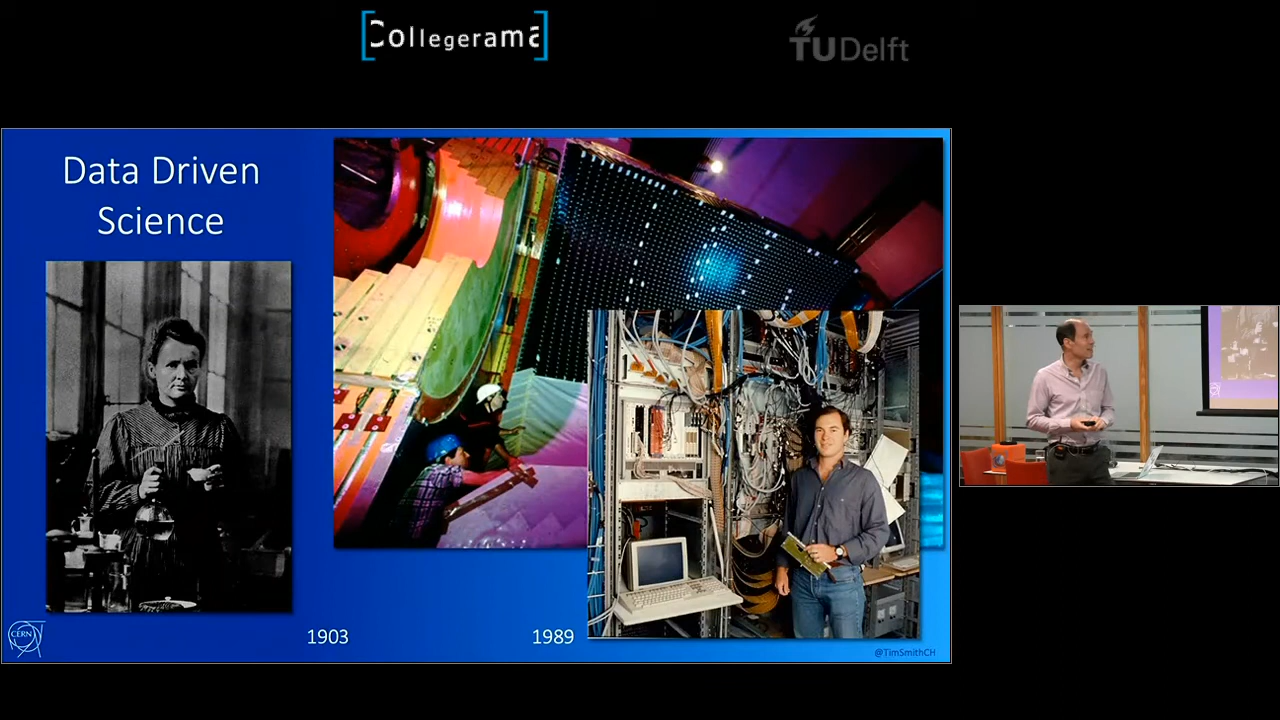 Collegerama
TU Delft
Data Driven
Science
CERN
1903
1989
@TimSmithCH